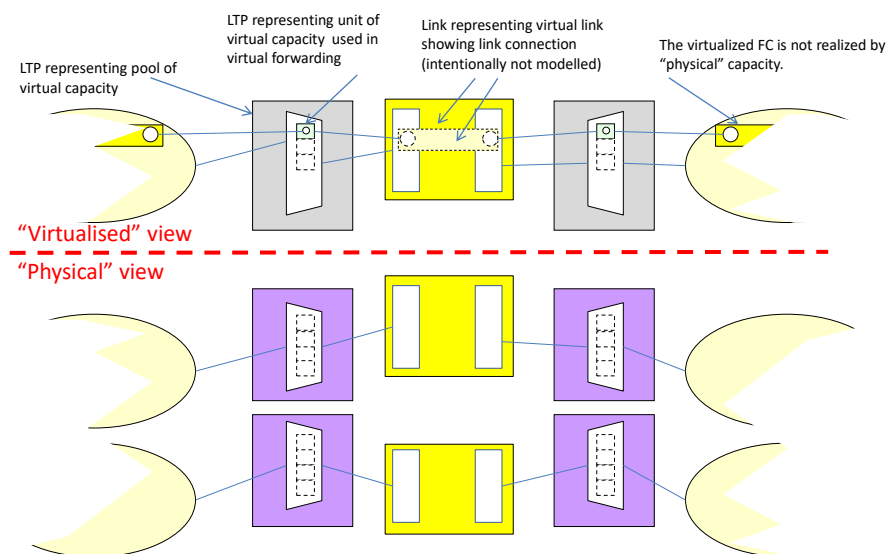 LTP representing unit of
virtual capacity  used in
virtual forwarding
Link representing virtual link
showing link connection
(intentionally not modelled)
The virtualized FC is not realized by
“physical” capacity.
LTP representing pool of
virtual capacity
“Virtualised” view
“Physical” view